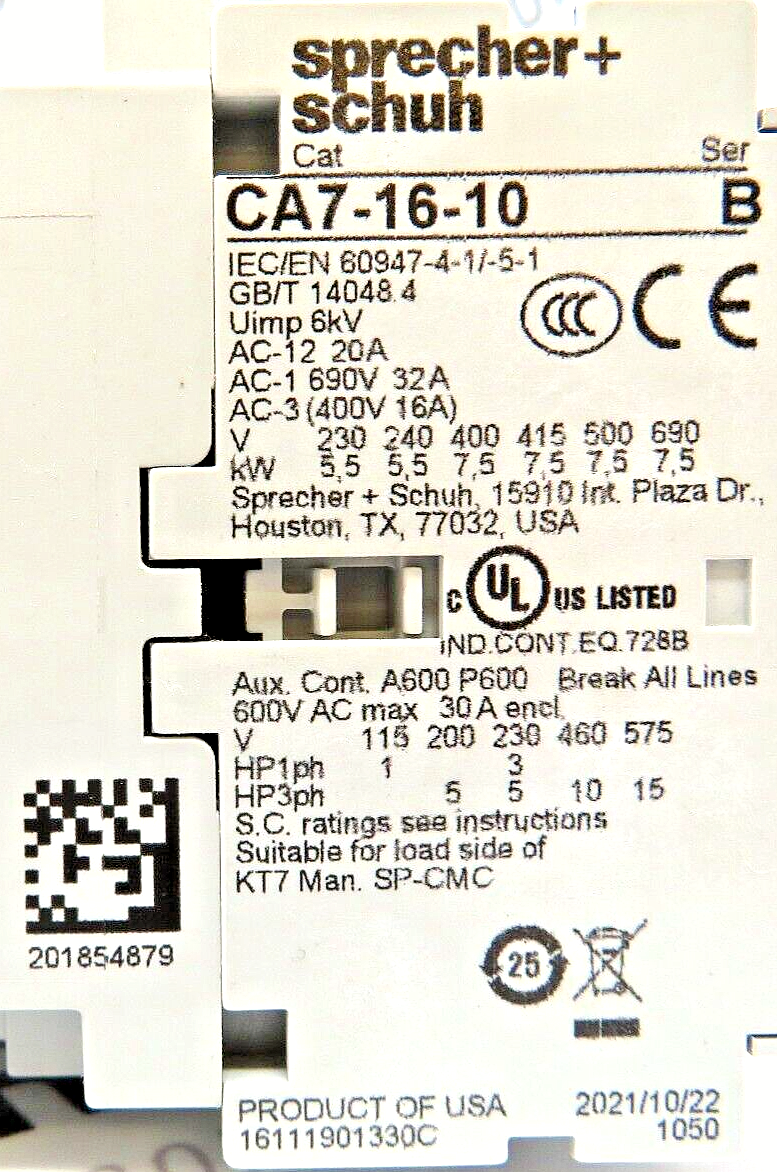 sprecher+
schuh
Cat Ser
CA7-16-10 B
IEC/EN 60947-4-1/-5-1
GB/T 14048.4
Uimp 6kV
AC-12 20A
AC-1 690V 32A
AC-3 (400V 16A)
CCC CE
V 230 240 400 415 500 690
kW 5,5 5,5 7,5 7,5 7,5 7,5
Sprecher + Schuh, 15910 Int. Plaza Dr.,
Houston, TX, 77032, USA
C UL US LISTED
IND.CONT.EQ.728B
Aux. Cont. A600 P600 Break All Lines
600V AC max 30A encl.
V 115 200 230 460 575
HP1ph 1 3
HP3ph 5 5 10 15
S.C. ratings see instructions
Suitable for load side of
KT7 Man. SP-CMC
201854879
25
PRODUCT OF USA 2021/10/22
16111901330C 1050